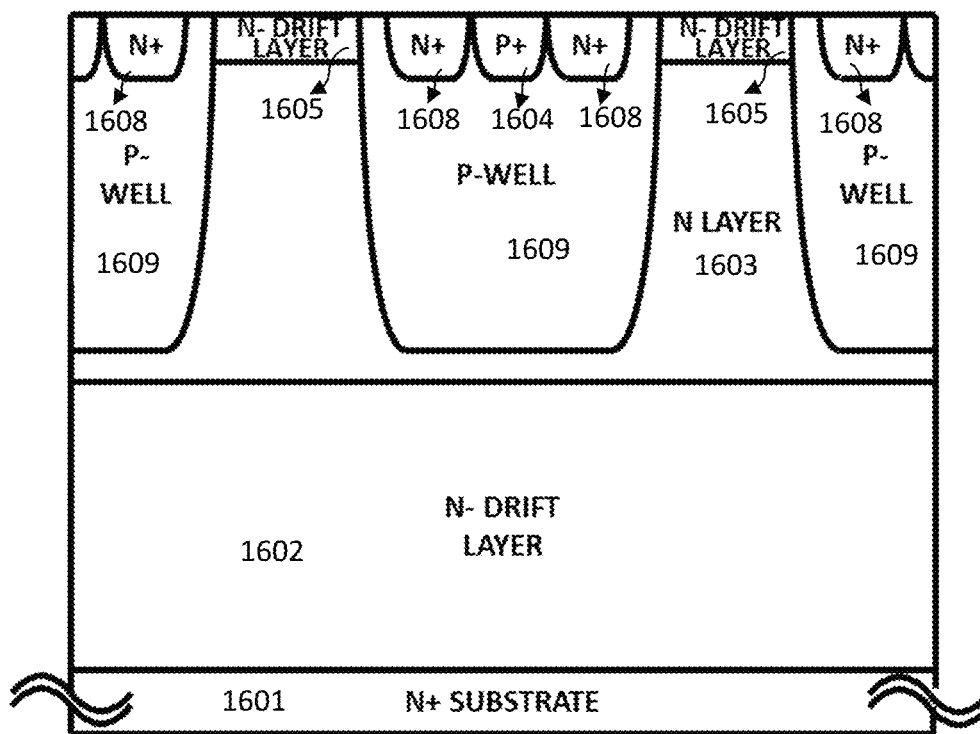 N+
N- DRIFT
LAYER
N+
P+
N+
N- DRIFT
LAYER
N+
1608
1605
1608
1604
1608
1605
1608
P-
WELL
P-WELL
P-
WELL
1609
1609
N LAYER
1603
1609
N- DRIFT
LAYER
1602
1601
N+ SUBSTRATE